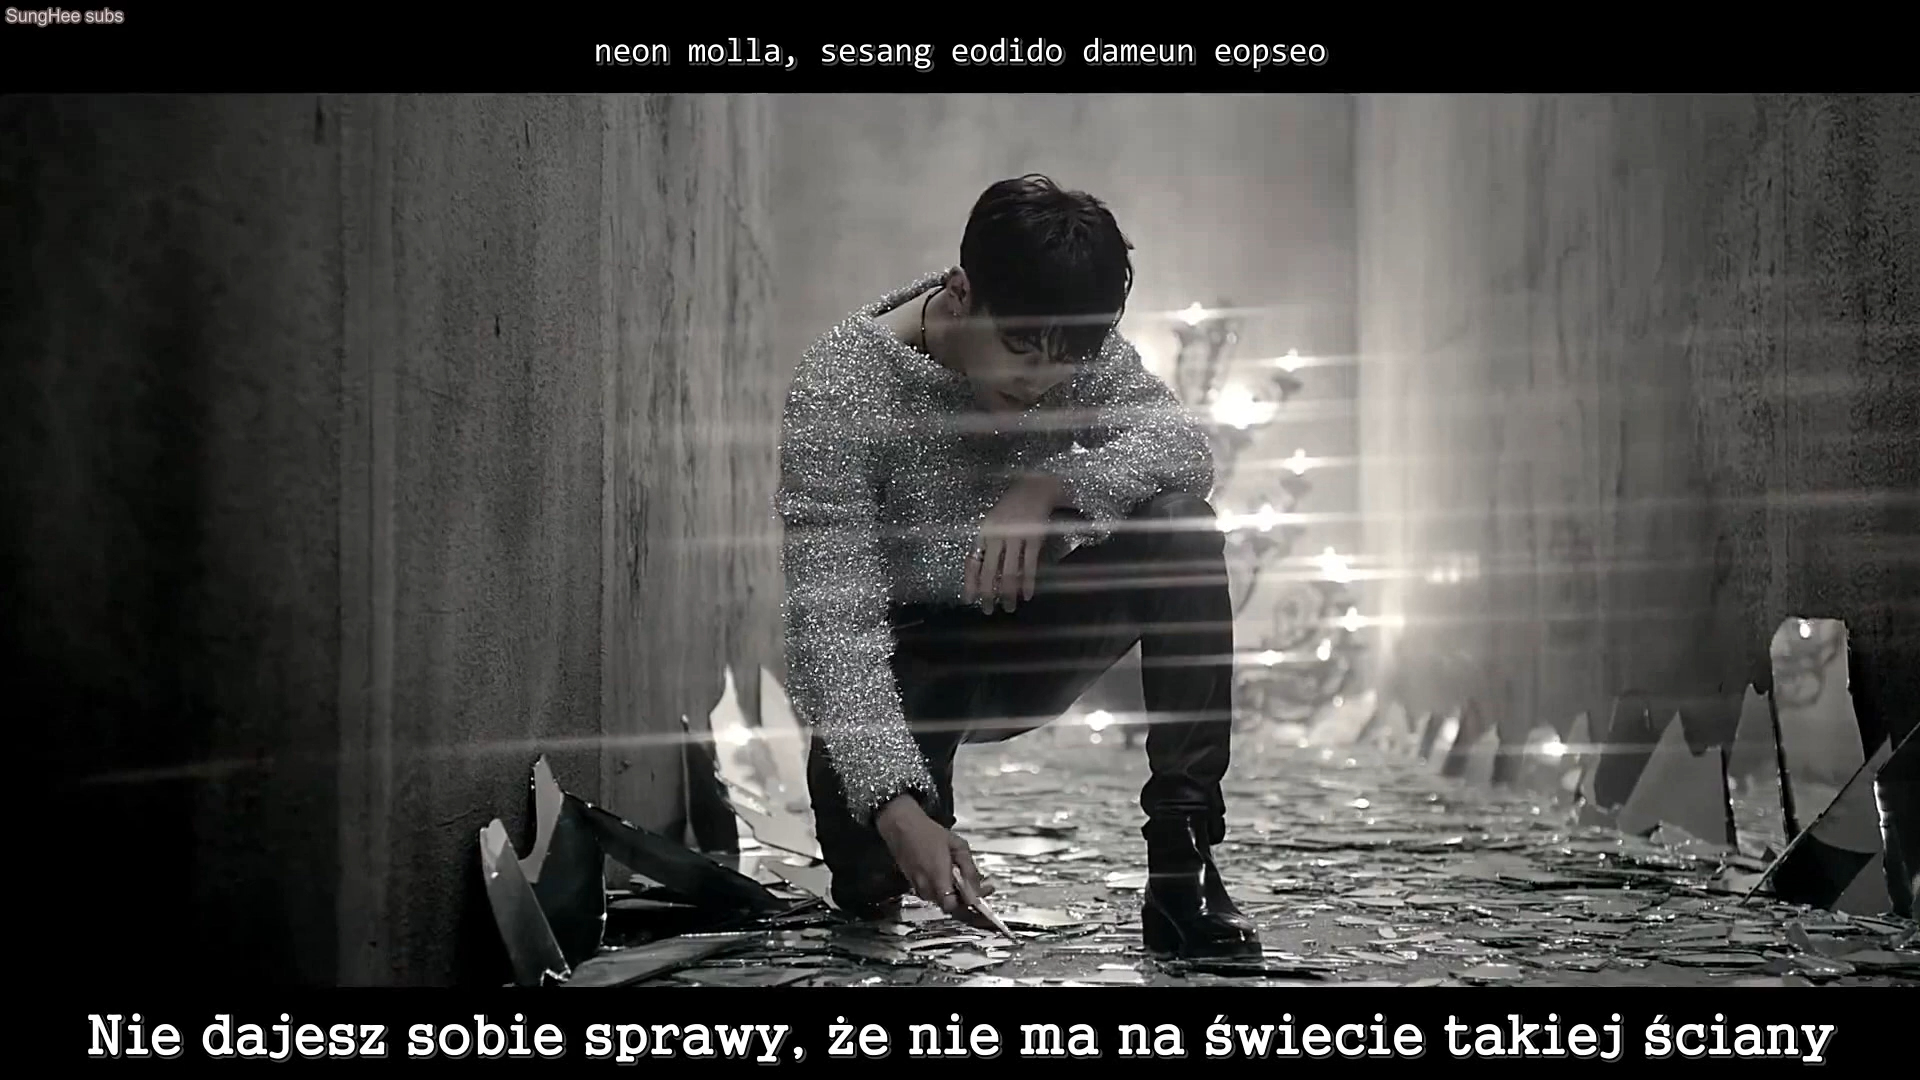 SungHee subs
neon molla, sesang eodido dameun eopseo
Nie dajesz sobie sprawy, że nie ma na świecie takiej ściany